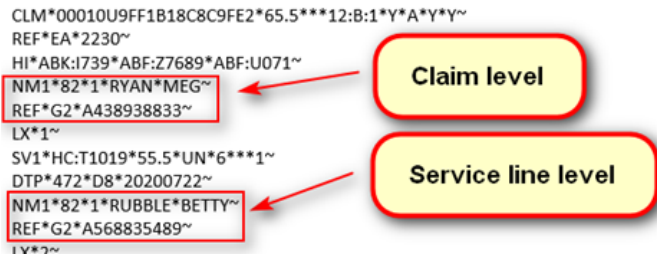 CLM*00010U9FF1B18C8C9FE2*65.5***12:B:1*Y*A*Y*Y~
REF*EA*2230~
HI*ABK:I739*ABF:Z7689*ABF:U071~
NM1*82*1*RYAN*MEG~
REF*G2*A438938833~
LX*1~
SV1*HC:T1019*55.5*UN*6***1~
DTP*472*D8*20200722~
NM1*82*1*RUBBLE*BETTY~
REF*G2*A568835489~
LX*2~
Claim level
Service line level